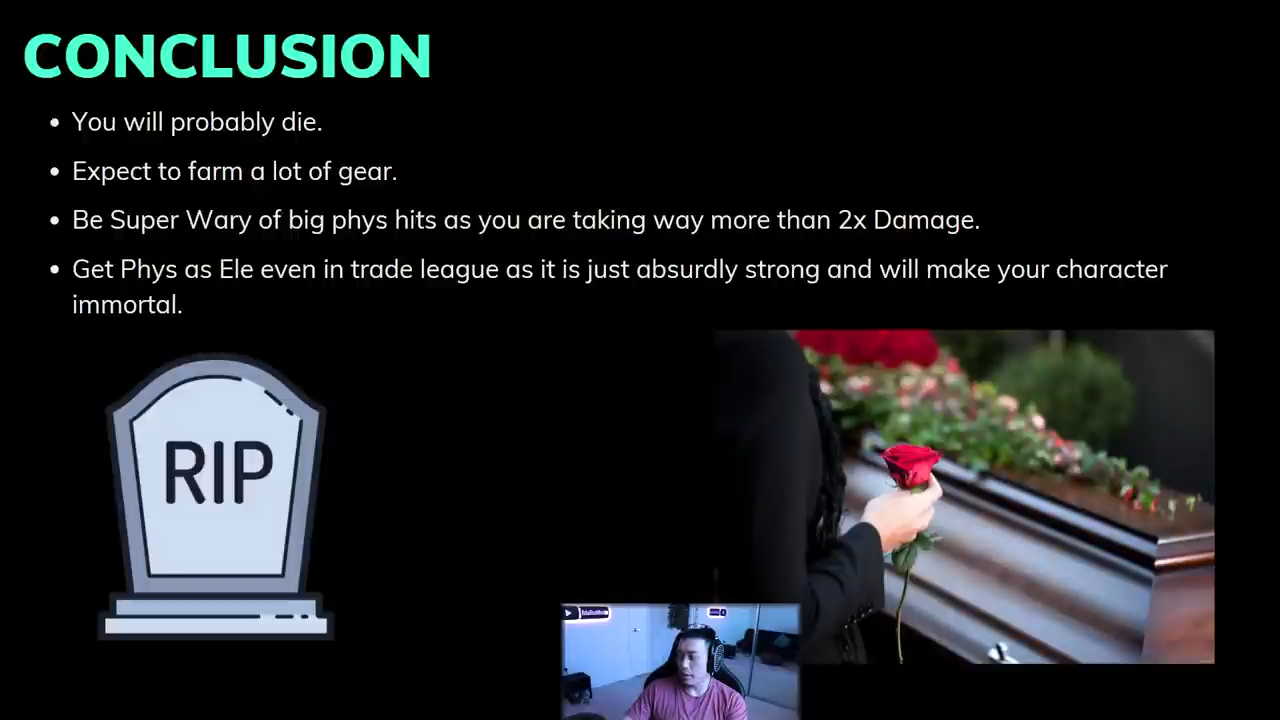 CONCLUSION
You will probably die.
Expect to farm a lot of gear.
Be Super Wary of big phys hits as you are taking way more than 2x Damage.
Get Phys as Ele even in trade league as it is just absurdly strong and will make your character
immortal.
RIP